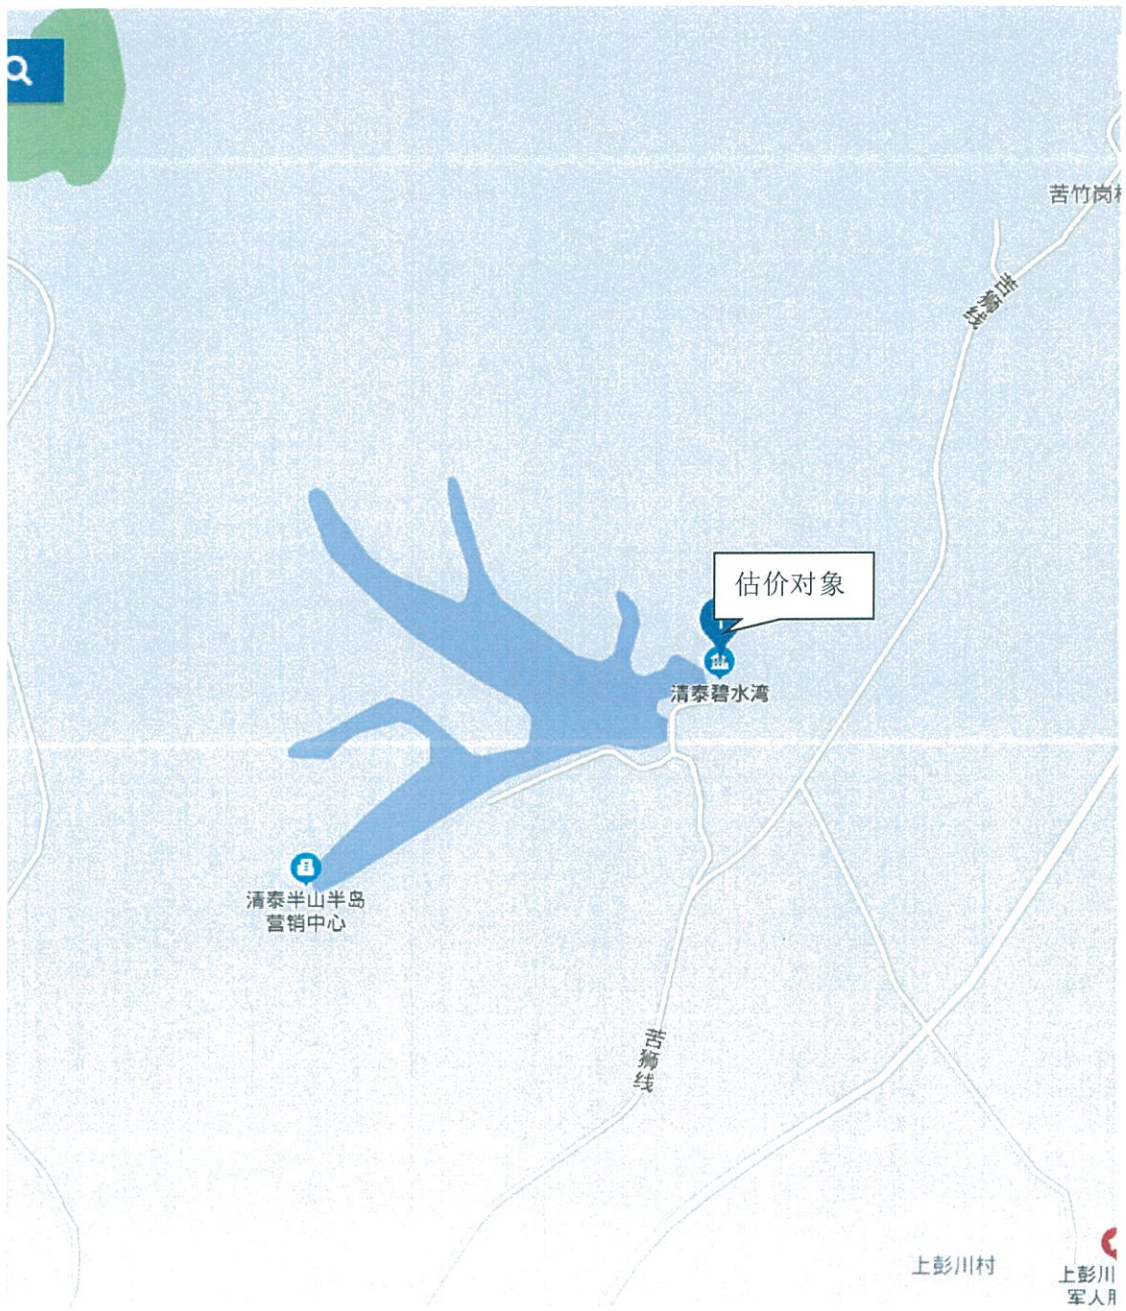 苦竹岗
苦狮线
估价对象
清泰碧水湾
清泰半山半岛
营销中心
苦狮线
上彭川村
上彭川
军人